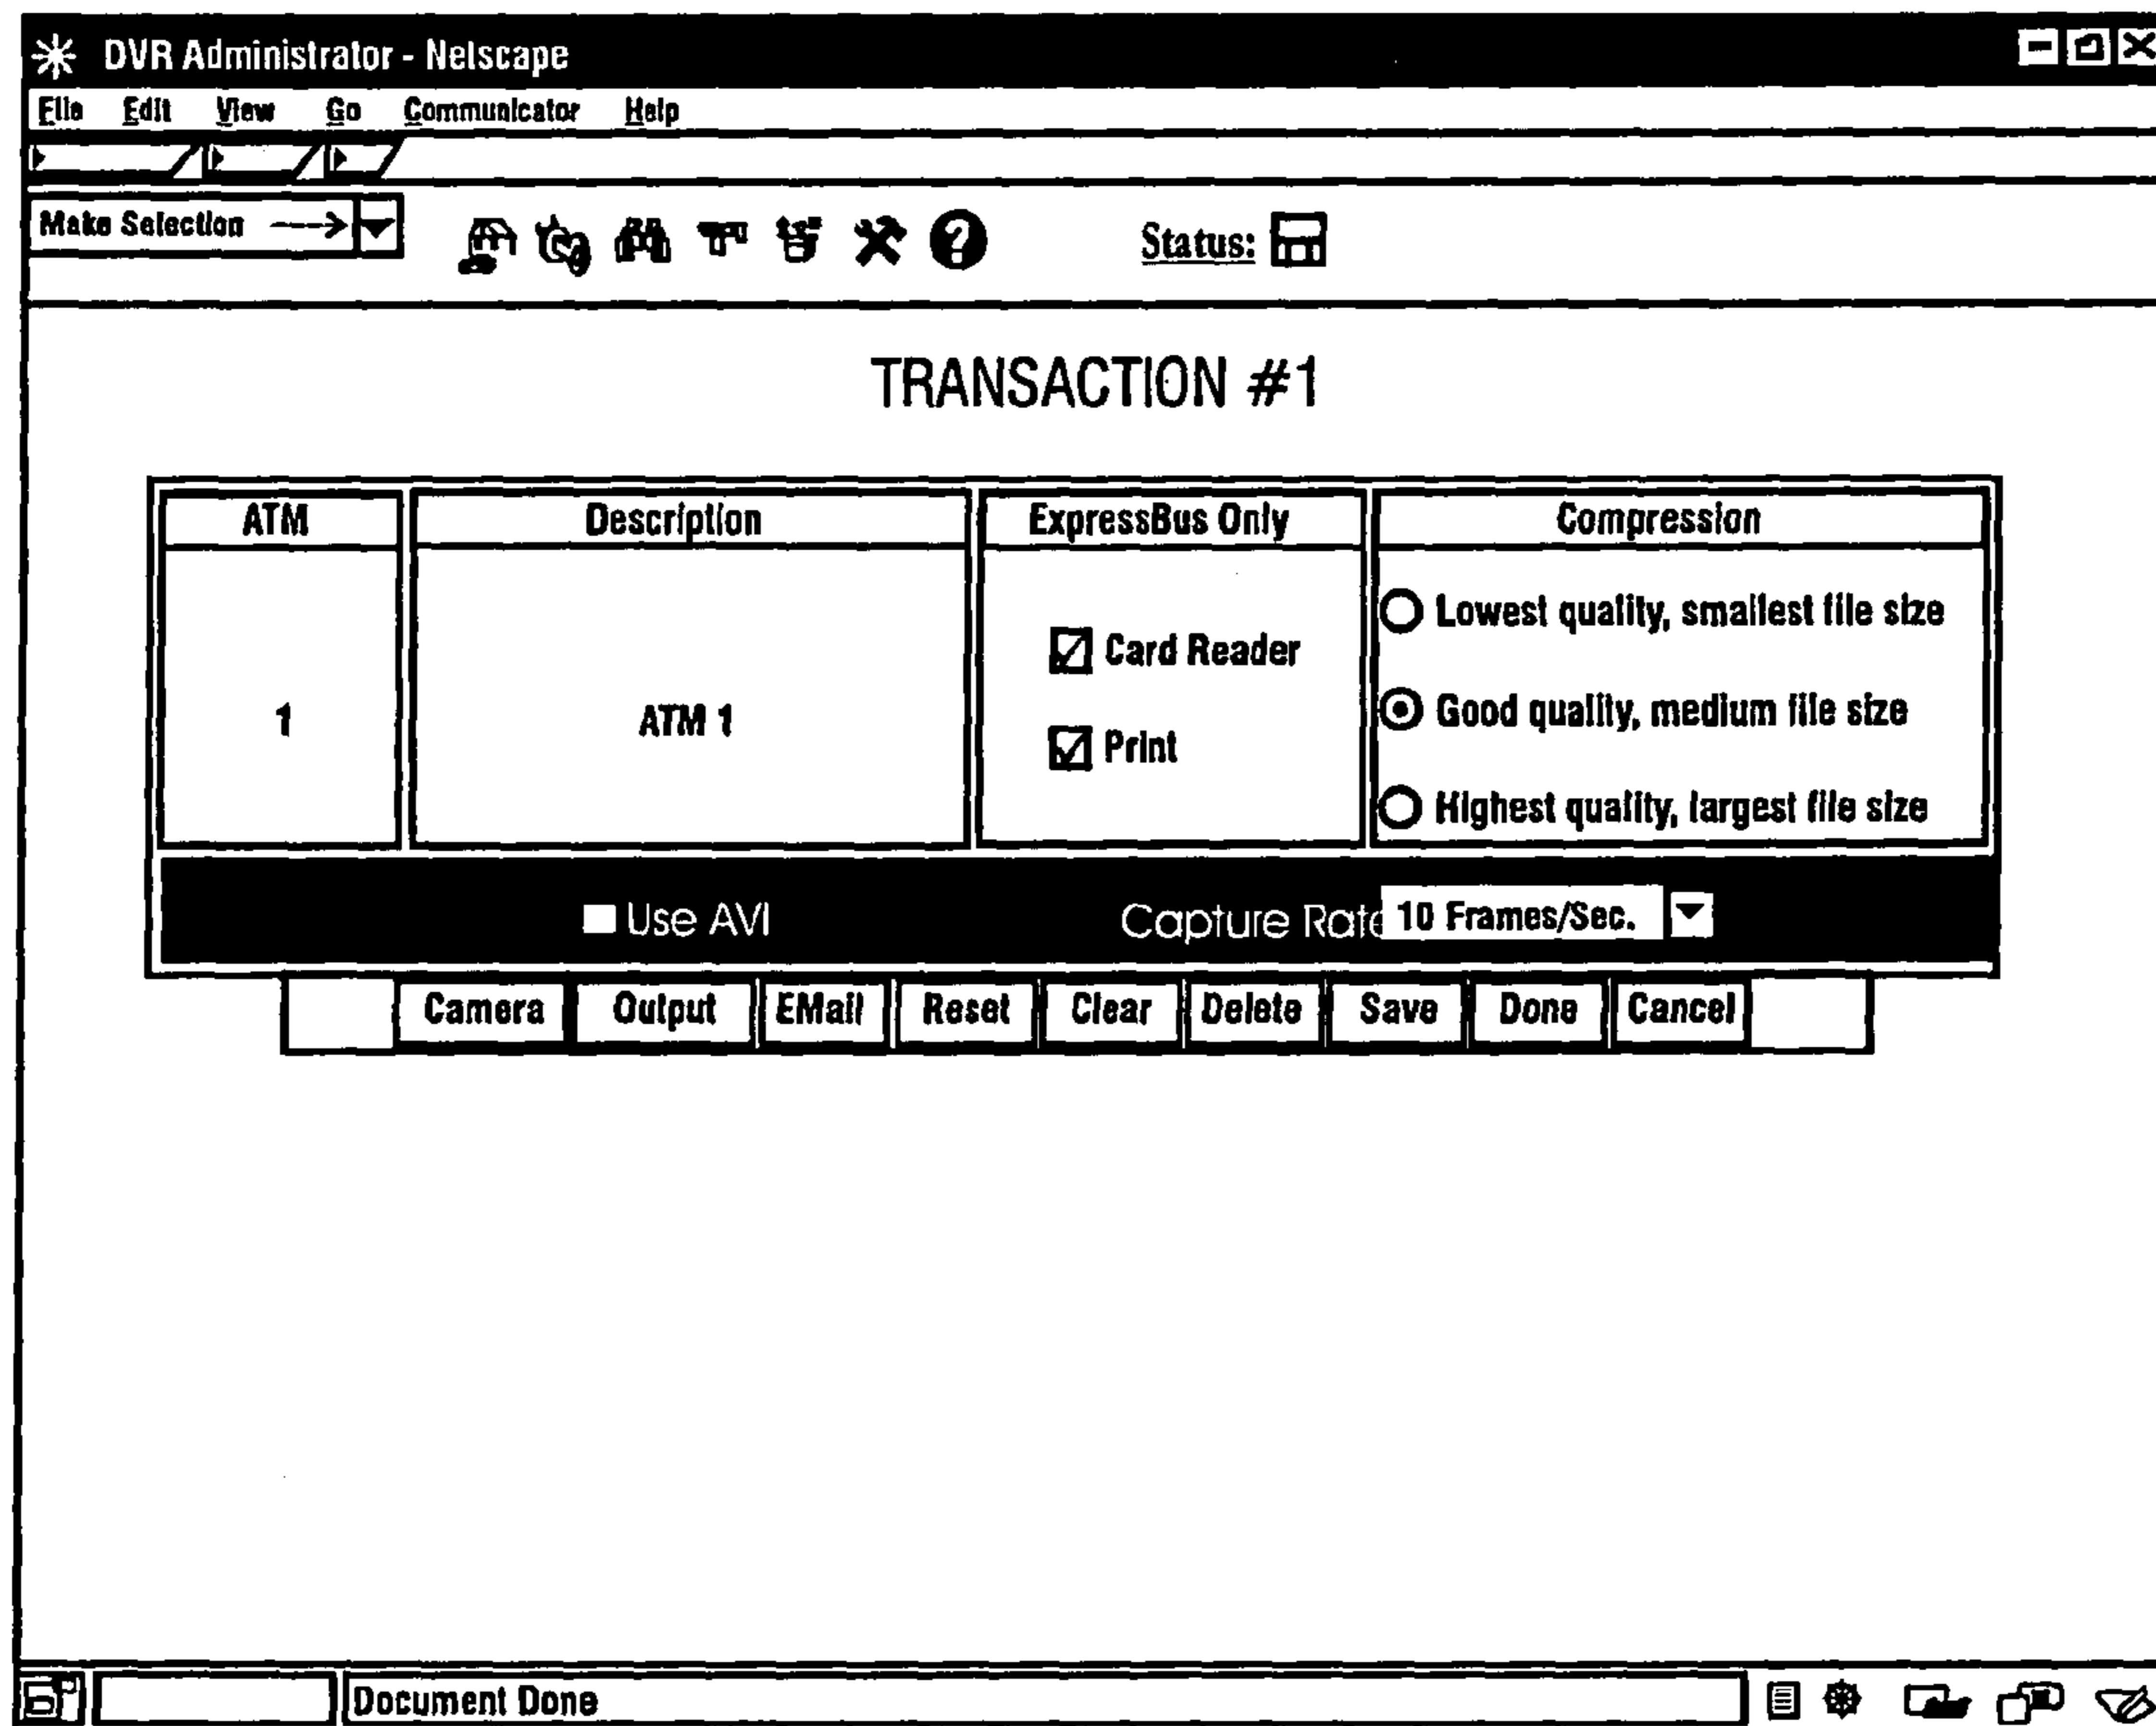 DVR Administrator - Netscape
File Edit View Go Communicator Help
Make Selection Status:
TRANSACTION #1
ATM Description ExpressBus Only Compression
Lowest quality, smallest file size
Card Reader
1 ATM 1 Good quality, medium file size
Print
Highest quality, largest file size
Use AVI Capture Rate 10 Frames/Sec.
Camera Output EMail Reset Clear Delete Save Done Cancel
Document Done